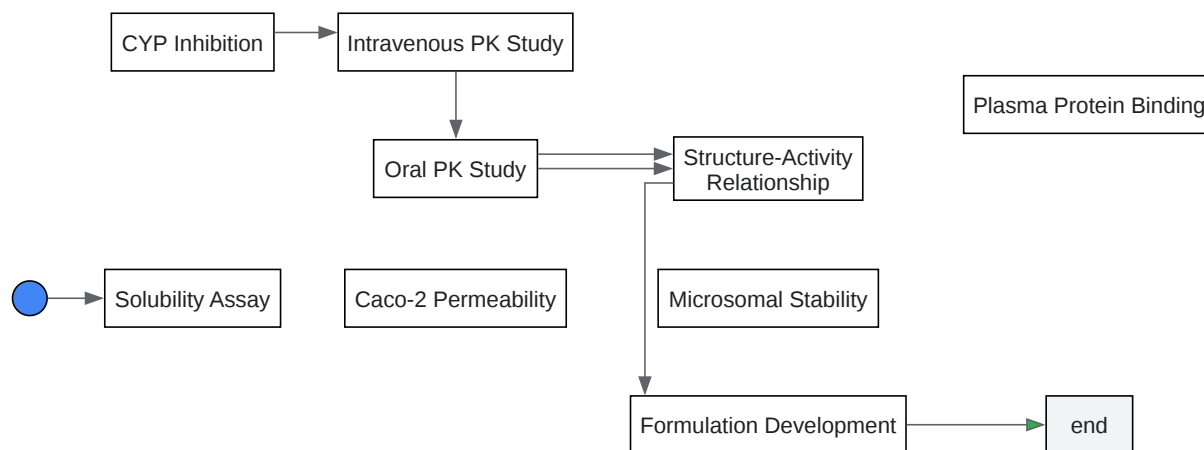 CYP Inhibition
Intravenous PK Study
Plasma Protein Binding
Oral PK Study
Structure-Activity
Relationship
Solubility Assay
Caco-2 Permeability
Microsomal Stability
Formulation Development
end